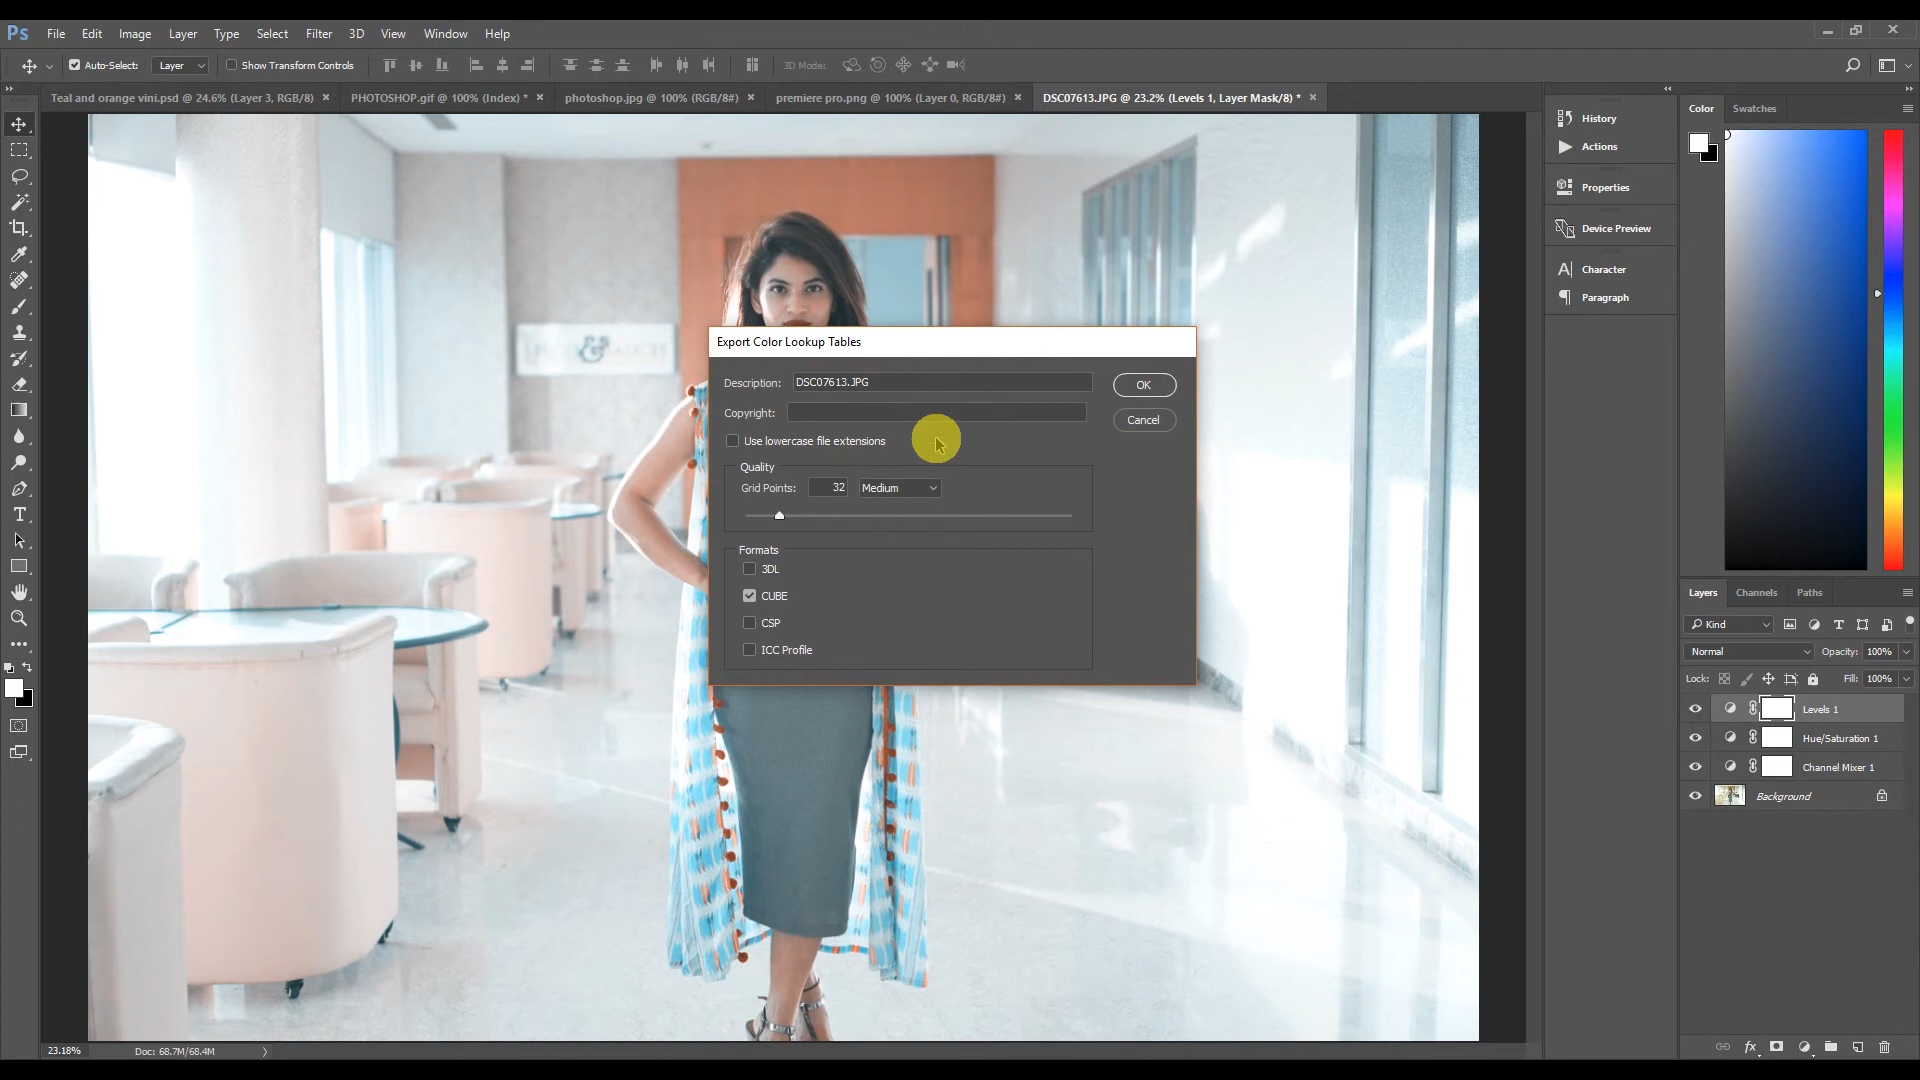 Ps File Edit Image Layer Type Select Filter 3D View Window Help
Auto-Select: Layer Show Transform Controls 3D Mode:
Teal and orange vini.psd @ 24.6% (Layer 3, RGB/8) PHOTOSHOP.gif @ 100% (Index) * photoshop.jpg @ 100% (RGB/8#) premiere pro.png @ 100% (Layer 0, RGB/8#) DSC07613.JPG @ 23.2% (Levels 1, Layer Mask/8) *
History
Actions
Properties
Device Preview
Character
Paragraph
Color Swatches
Export Color Lookup Tables
Description: DSC07613.JPG OK
Copyright: Cancel
Use lowercase file extensions
Quality
Grid Points: 32 Medium
Formats
3DL
CUBE
CSP
ICC Profile
Layers Channels Paths
Kind
Normal Opacity: 100%
Lock: Fill: 100%
Levels 1
Hue/Saturation 1
Channel Mixer 1
Background
23.18% Doc: 68.7M/68.4M